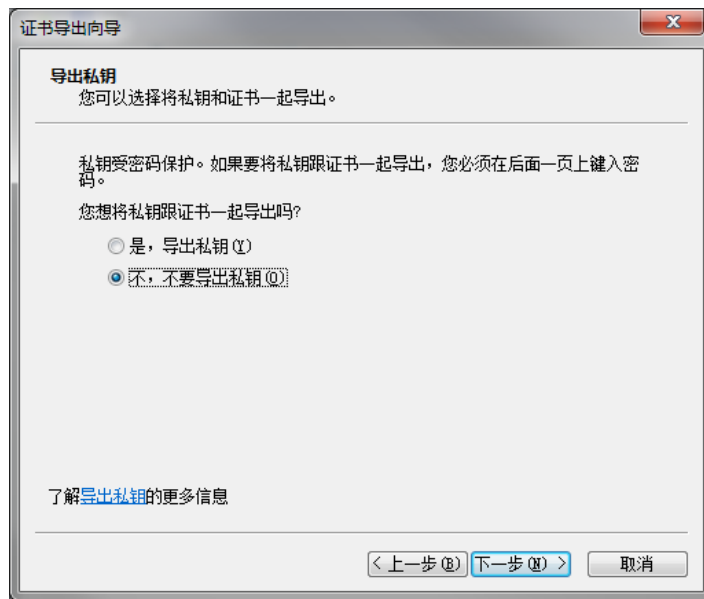 证书导出向导
导出私钥
您可以选择将私钥和证书一起导出。
私钥受密码保护。如果要将私钥跟证书一起导出，您必须在后面一页上键入密
码。
您想将私钥跟证书一起导出吗?
是，导出私钥(Y)
不，不要导出私钥(O)
了解导出私钥的更多信息
< 上一步(B) 下一步(N) > 取消